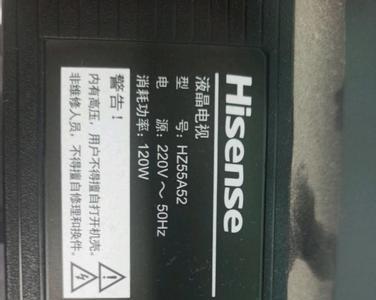 Hisense
液晶电视
型 号: HZ55A52
电 源: 220V～ 50Hz
消耗功率: 120W
警告!
内有高压，用户不得擅自打开机壳。
非维修人员，不得擅自修理和换件。